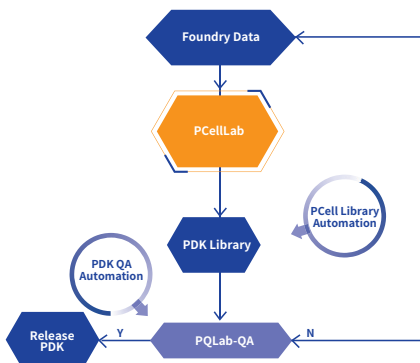 Foundry Data
PCellLab
PCell Library
Automation
PDK Library
PDK QA
Automation
Release
PDK
Y
PQLab-QA
N